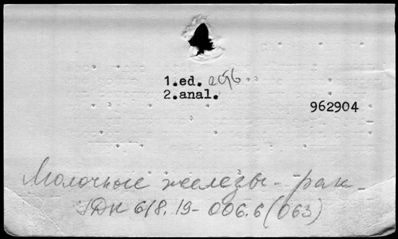 1.ed.
2.anal.
962904
Молочные железы - рак
УДК 618.19-006.6(063)